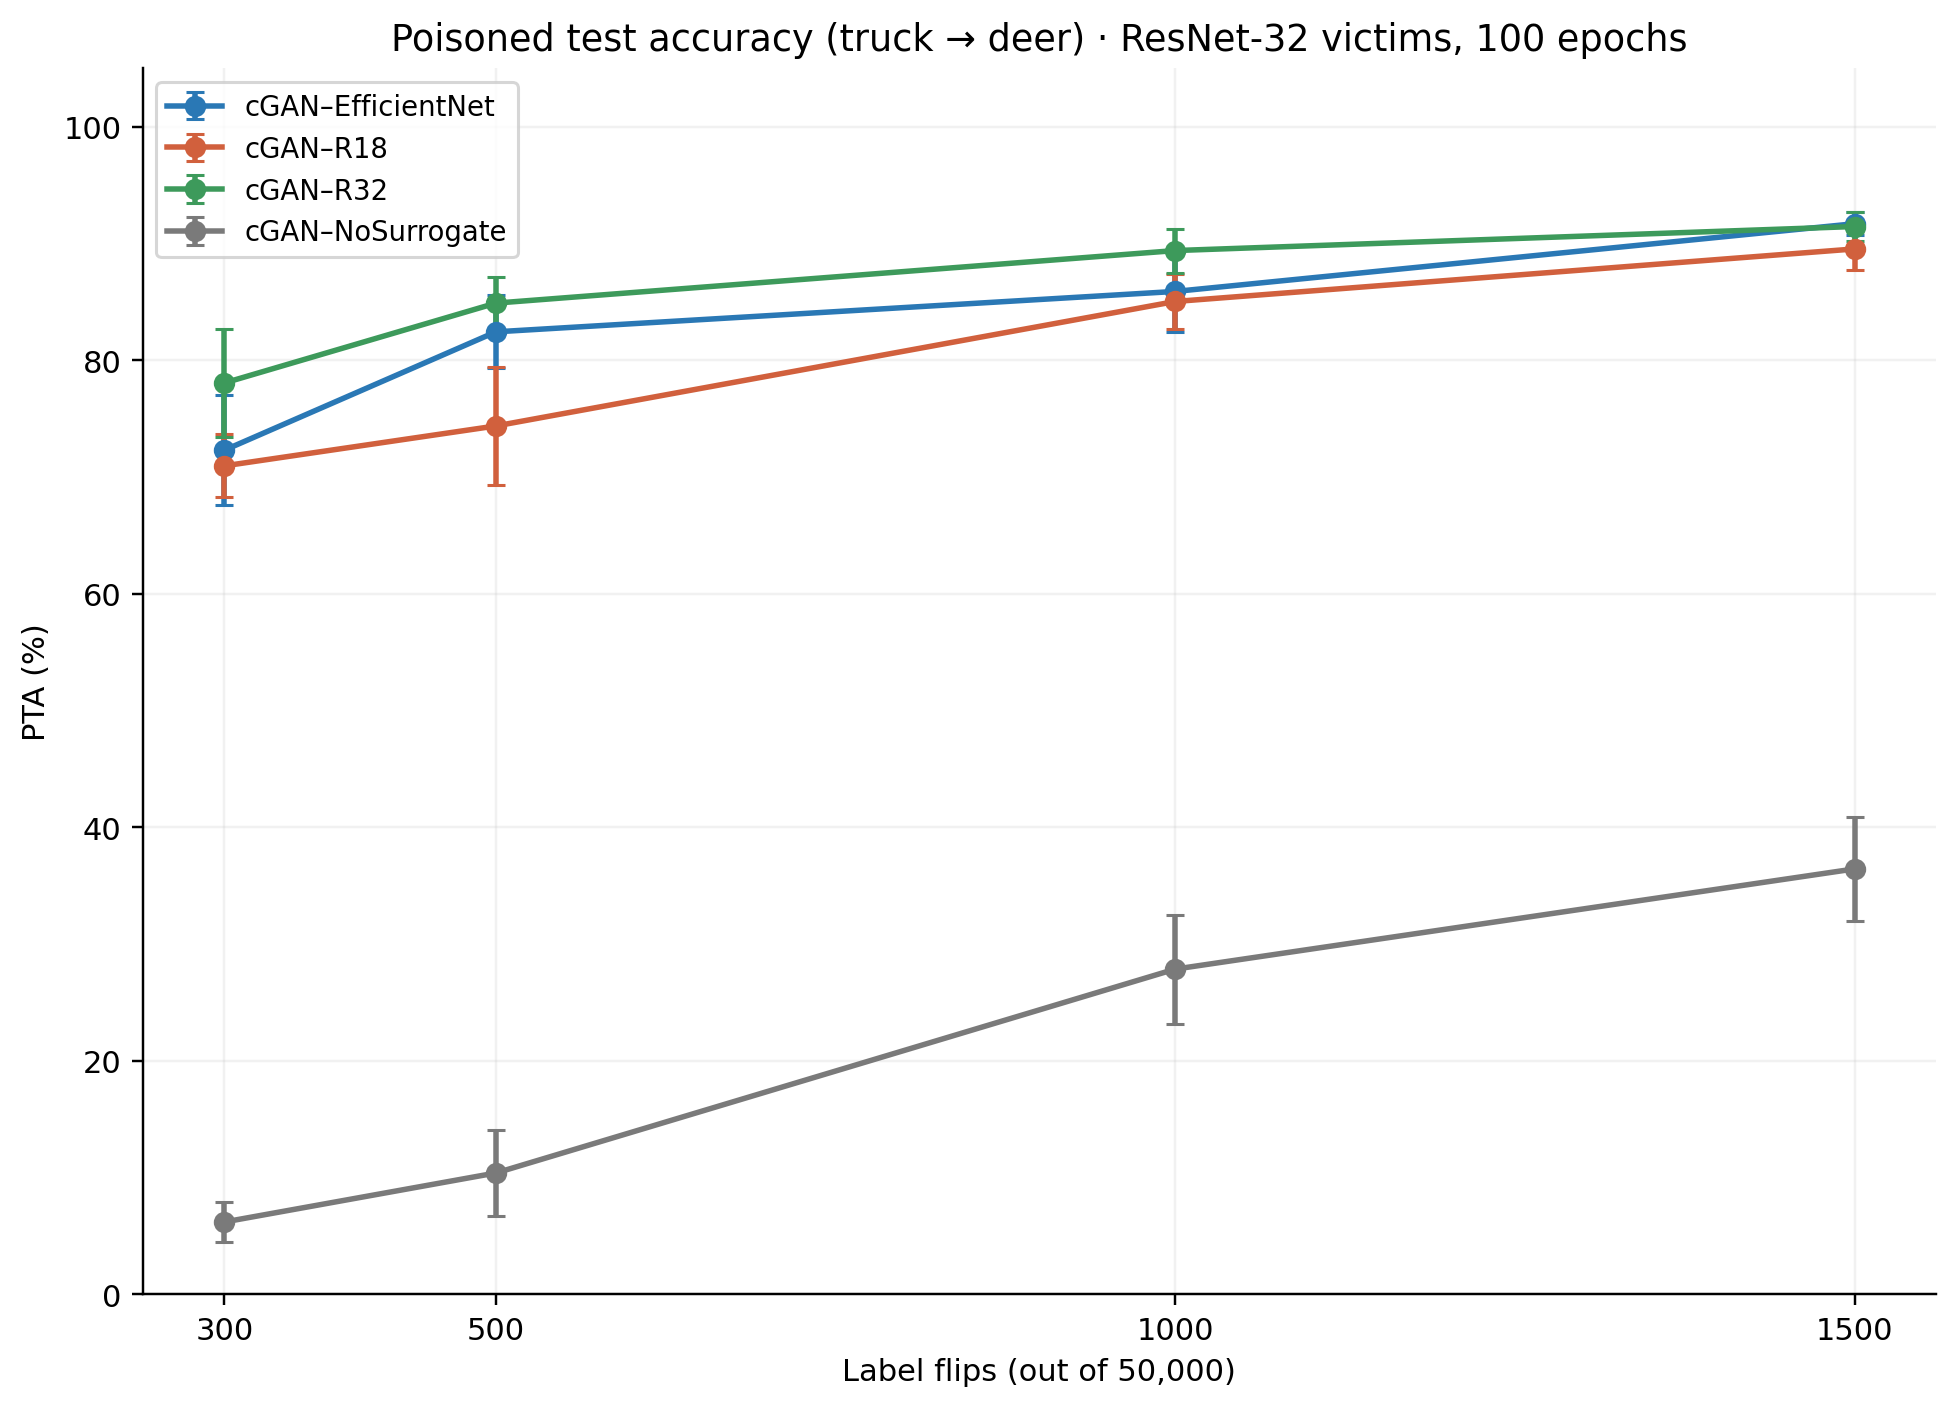 Poisoned test accuracy (truck → deer) · ResNet-32 victims, 100 epochs
cGAN–EfficientNet
cGAN–R18
cGAN–R32
cGAN–NoSurrogate
PTA (%)
100
80
60
40
20
0
300
500
1000
1500
Label flips (out of 50,000)